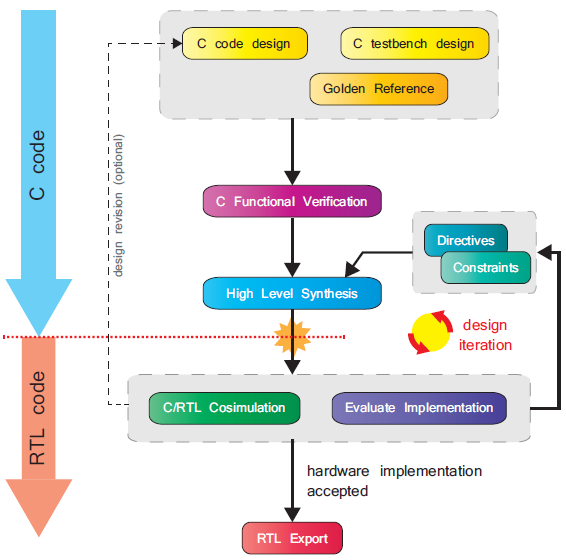 C code design
C testbench design
Golden Reference
C code
design revision (optional)
C Functional Verification
Directives
Constraints
High Level Synthesis
design
iteration
RTL code
C/RTL Cosimulation
Evaluate Implementation
hardware implementation
accepted
RTL Export